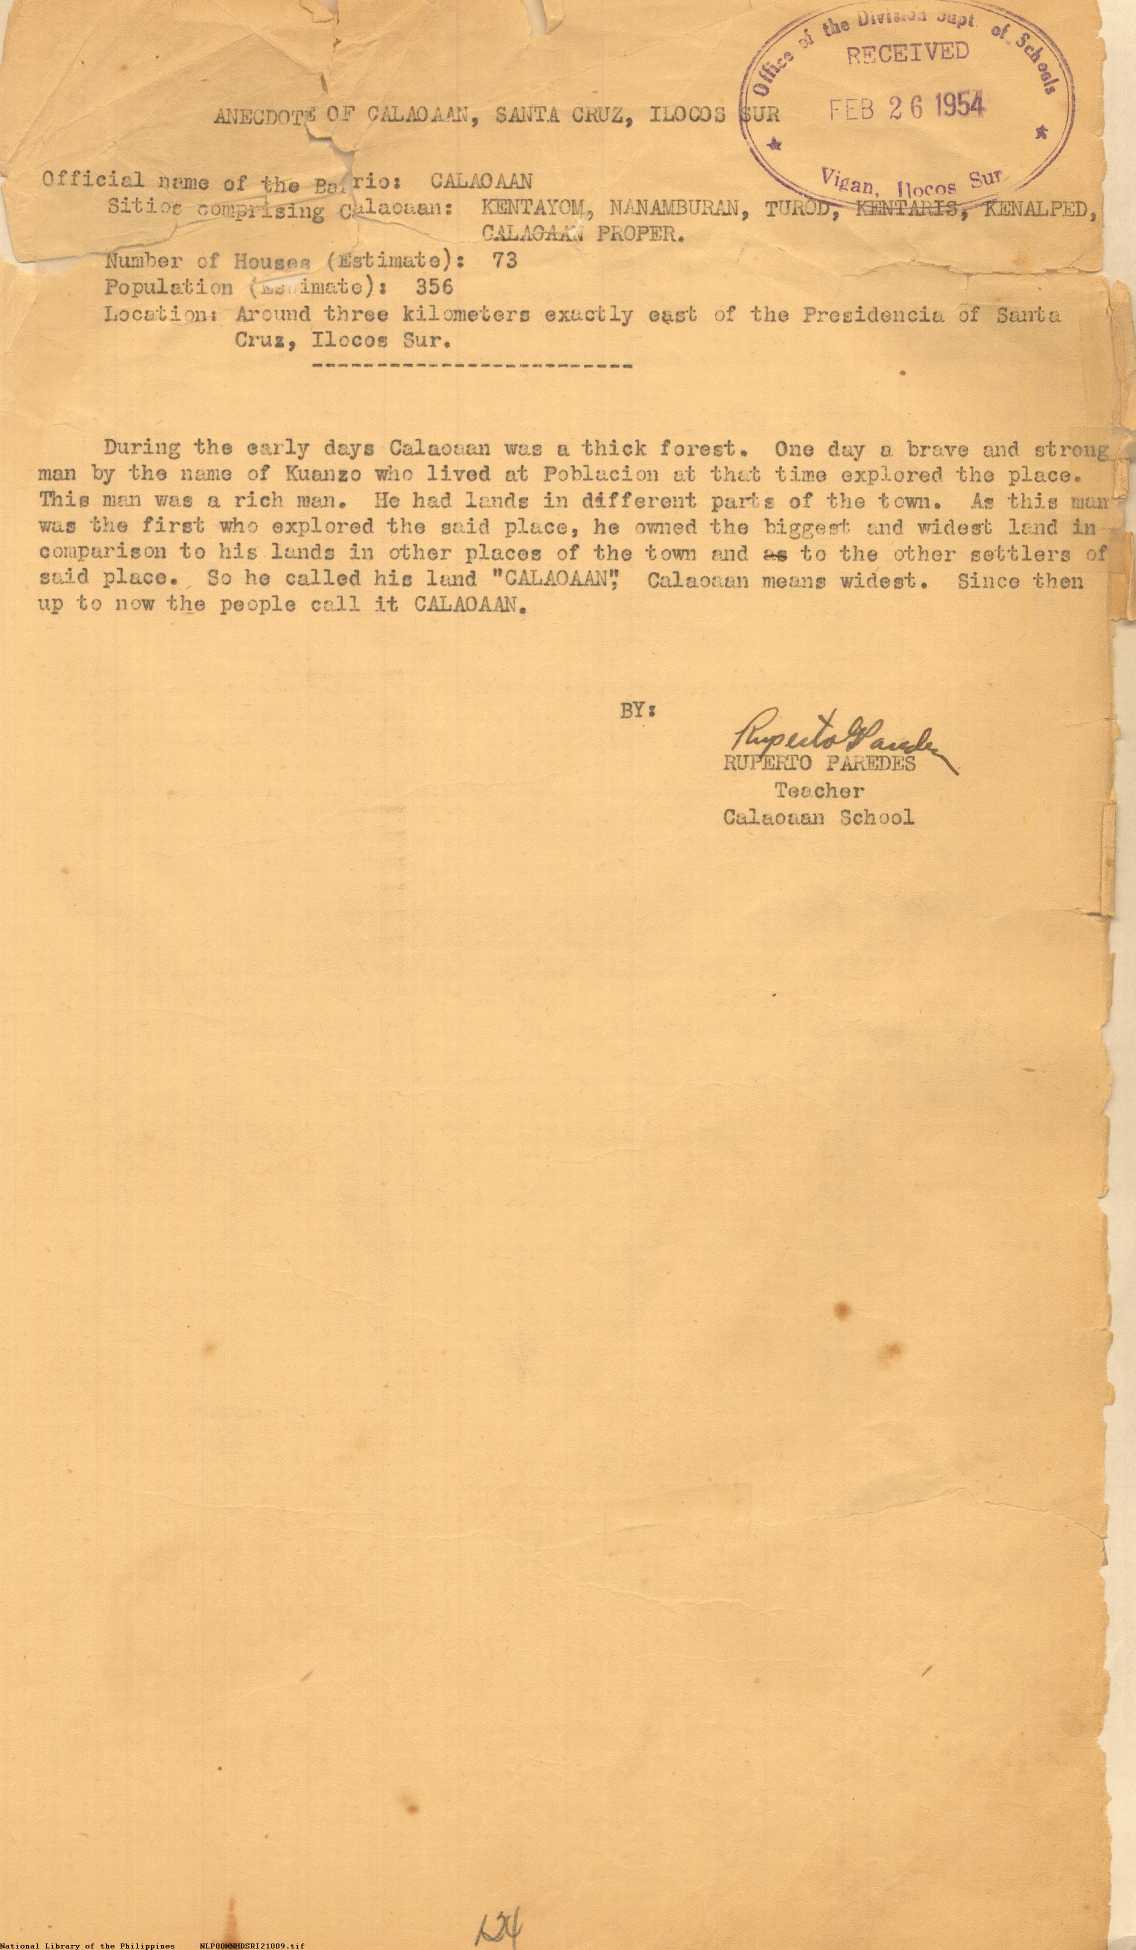 Office of the Division Supt. of Schools
RECEIVED
FEB 26 1954
Vigan, Ilocos Sur
ANECDOTE OF CALAOAAN, SANTA CRUZ, ILOCOS SUR
Official name of the Barrio: CALAOAAN
Sitios comprising Calaoaan: KENTAYOM, NANAMBURAN, TUROD, KENTARIS, KENALPED,
CALAOAAN PROPER.
Number of Houses (Estimate): 73
Population (Estimate): 356
Location: Around three kilometers exactly east of the Presidencia of Santa
Cruz, Ilocos Sur.
-------------------------
During the early days Calaoaan was a thick forest. One day a brave and strong
man by the name of Kuanzo who lived at Poblacion at that time explored the place.
This man was a rich man. He had lands in different parts of the town. As this man
was the first who explored the said place, he owned the biggest and widest land in
comparison to his lands in other places of the town and as to the other settlers of
said place. So he called his land "CALAOAAN". Calaoaan means widest. Since then
up to now the people call it CALAOAAN.
BY:
Ruperto G Paredes
RUPERTO PAREDES
Teacher
Calaoaan School
124
National Library of the Philippines NLPOOMNHDSRI21009.tif